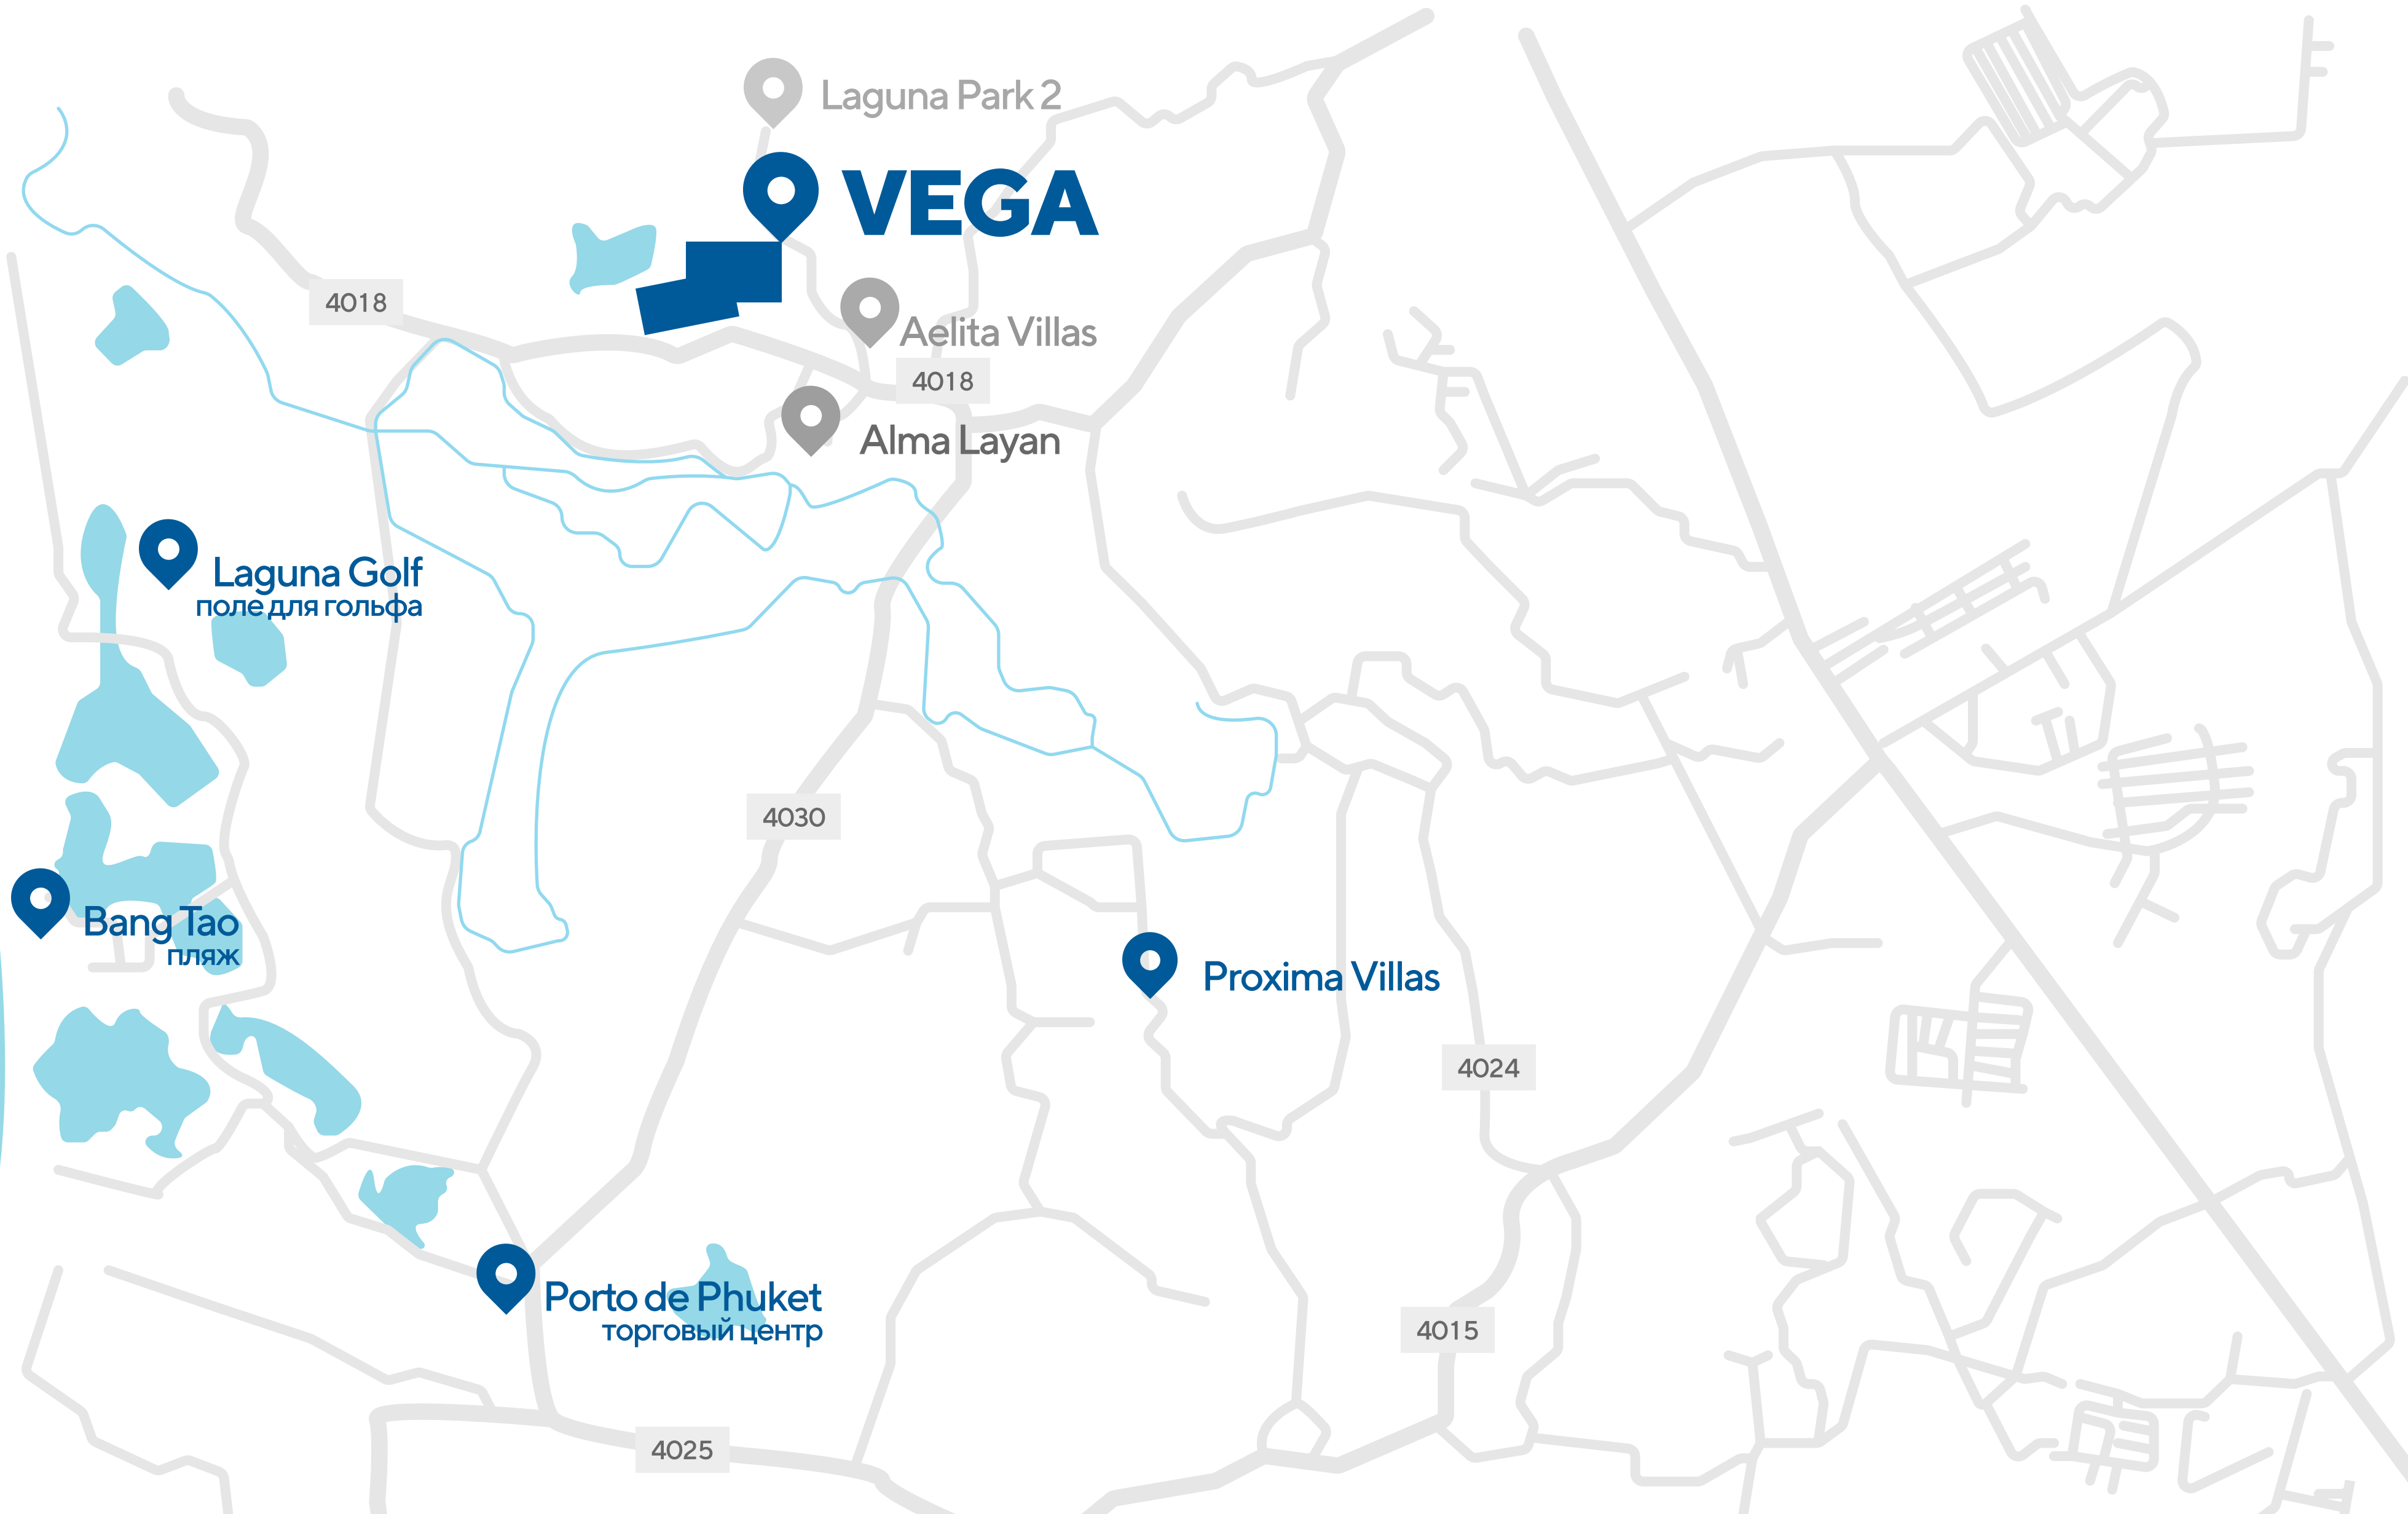 Laguna Park 2
VEGA
4018
Aelita Villas
4018
Alma Layan
Laguna Golf
поле для гольфа
4030
Bang Tao
пляж
Proxima Villas
4024
Porto de Phuket
торговый центр
4015
4025